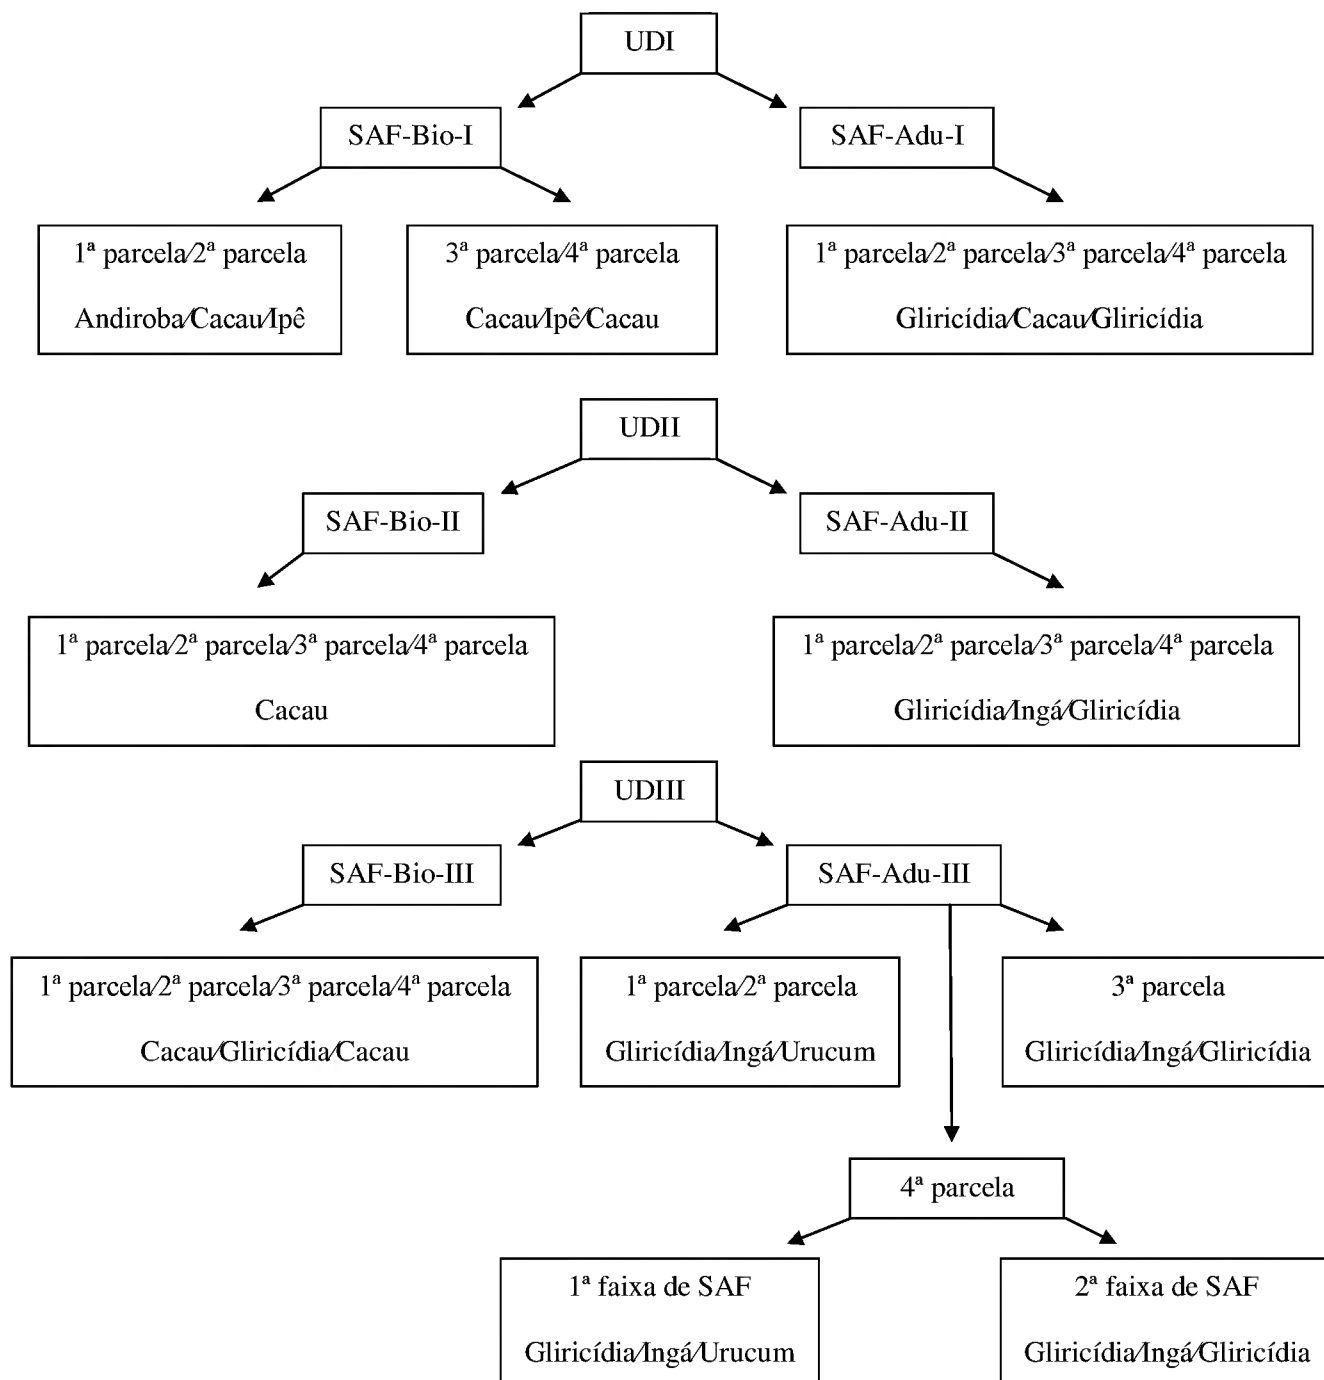 UDI
SAF-Bio-I
SAF-Adu-I
1ª parcela/2ª parcela
Andiroba/Cacau/Ipê
3ª parcela/4ª parcela
Cacau/Ipê/Cacau
1ª parcela/2ª parcela/3ª parcela/4ª parcela
Gliricídia/Cacau/Gliricídia
UDII
SAF-Bio-II
SAF-Adu-II
1ª parcela/2ª parcela/3ª parcela/4ª parcela
Cacau
1ª parcela/2ª parcela/3ª parcela/4ª parcela
Gliricídia/Ingá/Gliricídia
UDIII
SAF-Bio-III
SAF-Adu-III
1ª parcela/2ª parcela/3ª parcela/4ª parcela
Cacau/Gliricídia/Cacau
1ª parcela/2ª parcela
Gliricídia/Ingá/Urucum
3ª parcela
Gliricídia/Ingá/Gliricídia
4ª parcela
1ª faixa de SAF
Gliricídia/Ingá/Urucum
2ª faixa de SAF
Gliricídia/Ingá/Gliricídia